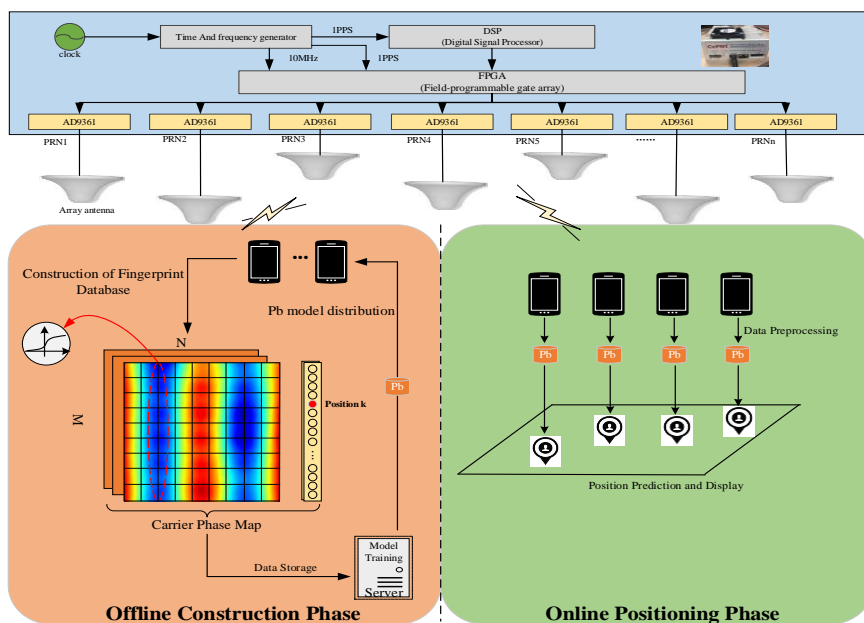 clock
Time And frequency generator
1PPS
DSP
(Digital Signal Processor)
10MHz
1PPS
FPGA
(Field-programmable gate array)
AD9361
AD9361
AD9361
AD9361
AD9361
AD9361
AD9361
PRN1
PRN2
PRN3
PRN4
PRN5
......
PRNn
Array antenna
Construction of Fingerprint
Database
...
Pb model distribution
N
M
Position k
Pb
Carrier Phase Map
Data Storage
Model
Training
Server
Offline Construction Phase
Data Preprocessing
Pb
Pb
Pb
Pb
Position Prediction and Display
Online Positioning Phase